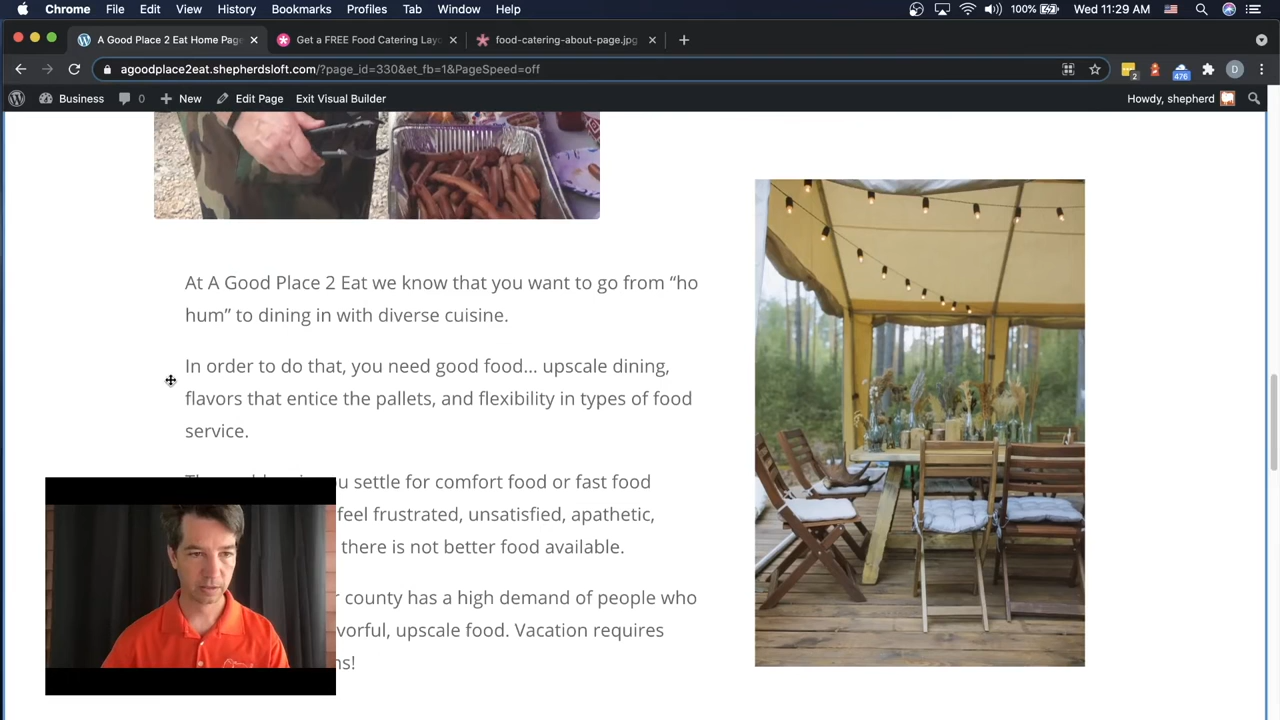 Chrome File Edit View History Bookmarks Profiles Tab Window Help 100% Wed 11:29 AM
A Good Place 2 Eat Home Pag Get a FREE Food Catering Layo food-catering-about-page.jpg
agoodplace2eat.shepherdsloft.com/?page_id=330&et_fb=1&PageSpeed=off 2 476 D
Business 0 New Edit Page Exit Visual Builder Howdy, shepherd
At A Good Place 2 Eat we know that you want to go from “ho
hum” to dining in with diverse cuisine.
In order to do that, you need good food... upscale dining,
flavors that entice the pallets, and flexibility in types of food
service.
settle for comfort food or fast food
feel frustrated, unsatisfied, apathetic,
there is not better food available.
county has a high demand of people who
upscale food. Vacation requires